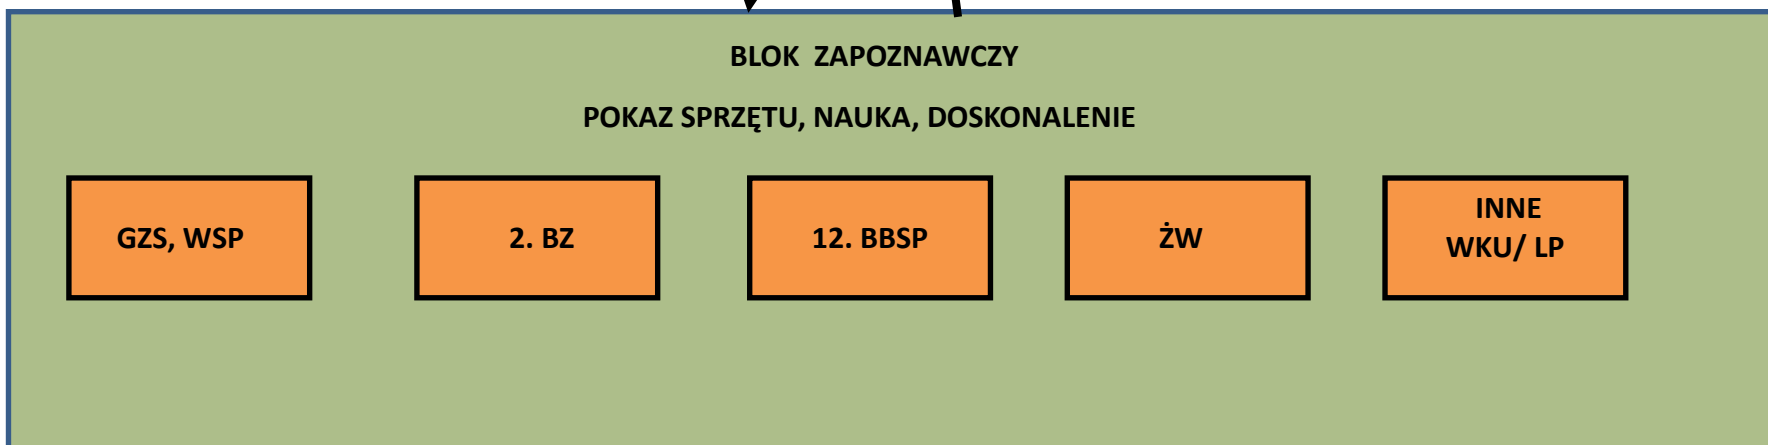 BLOK ZAPOZNAWCZY
POKAZ SPRZĘTU, NAUKA, DOSKONALENIE
GZS, WSP
2. BZ
12. BBSP
ŻW
INNE
WKU/ LP